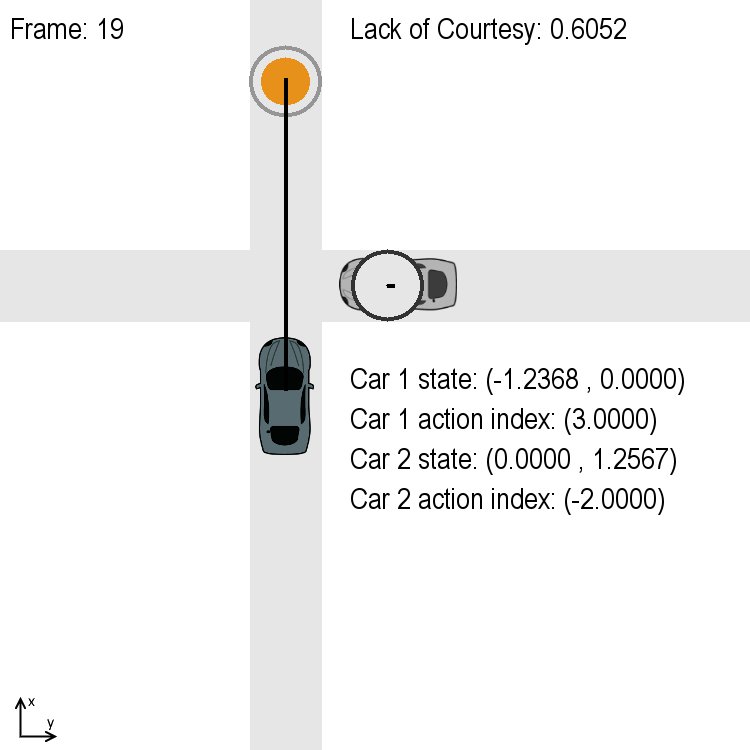 Frame: 19
Lack of Courtesy: 0.6052
Car 1 state: (-1.2368 , 0.0000)
Car 1 action index: (3.0000)
Car 2 state: (0.0000 , 1.2567)
Car 2 action index: (-2.0000)
x
y